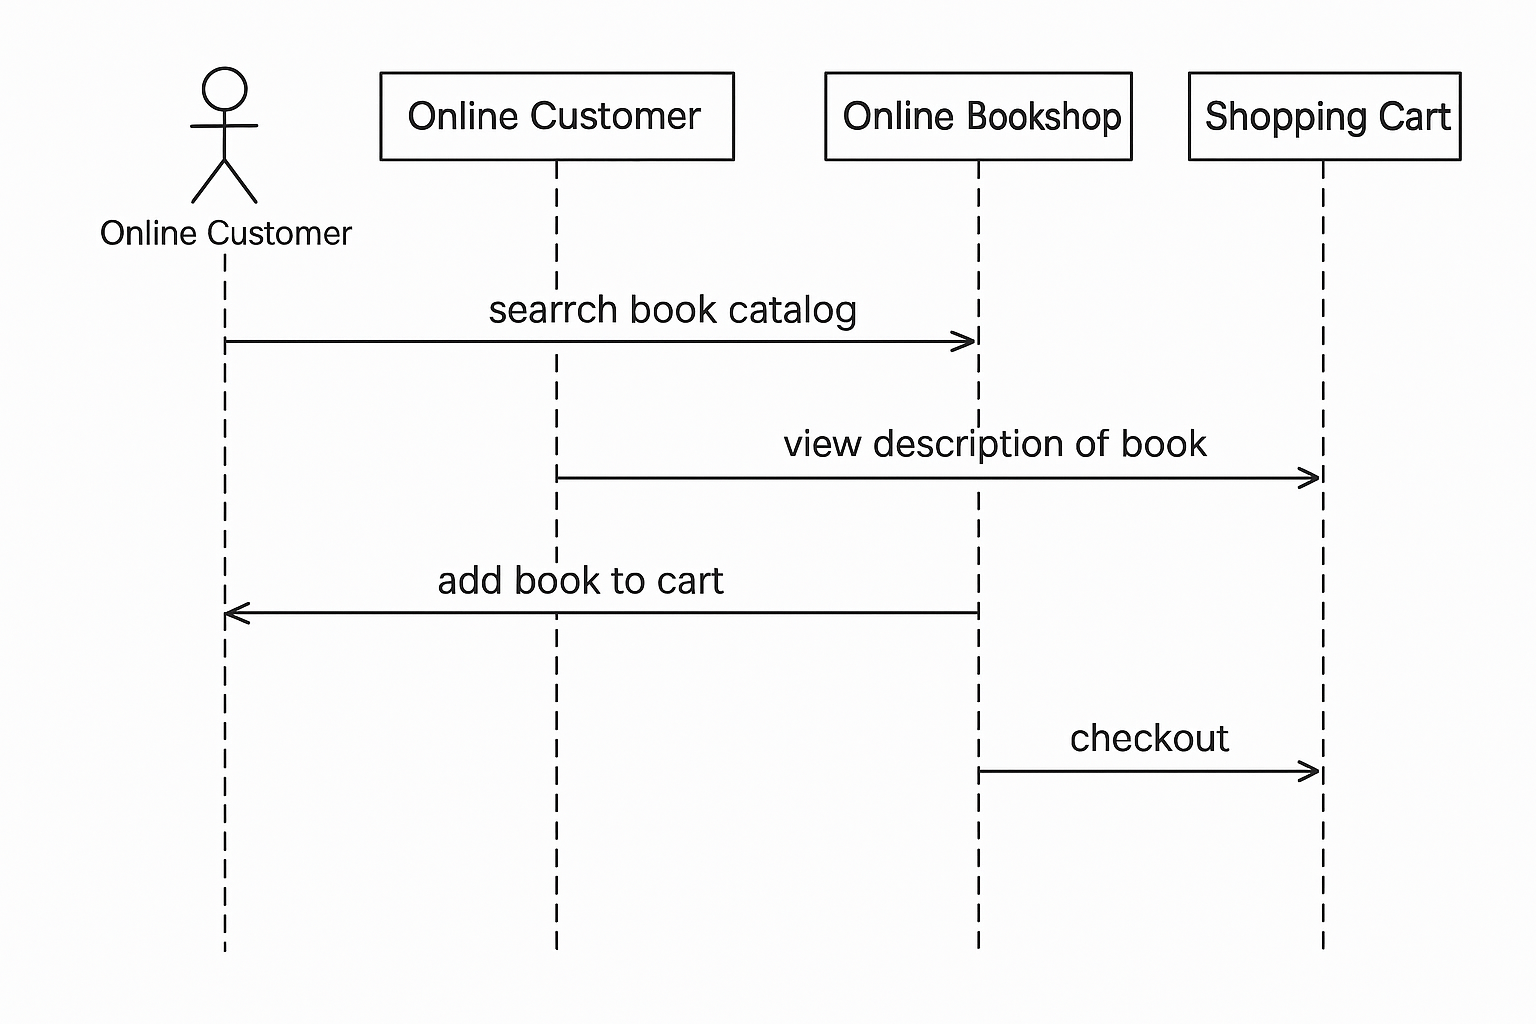 Online Customer
Online Bookshop
Shopping Cart
Online Customer
searrch book catalog
view description of book
add book to cart
checkout